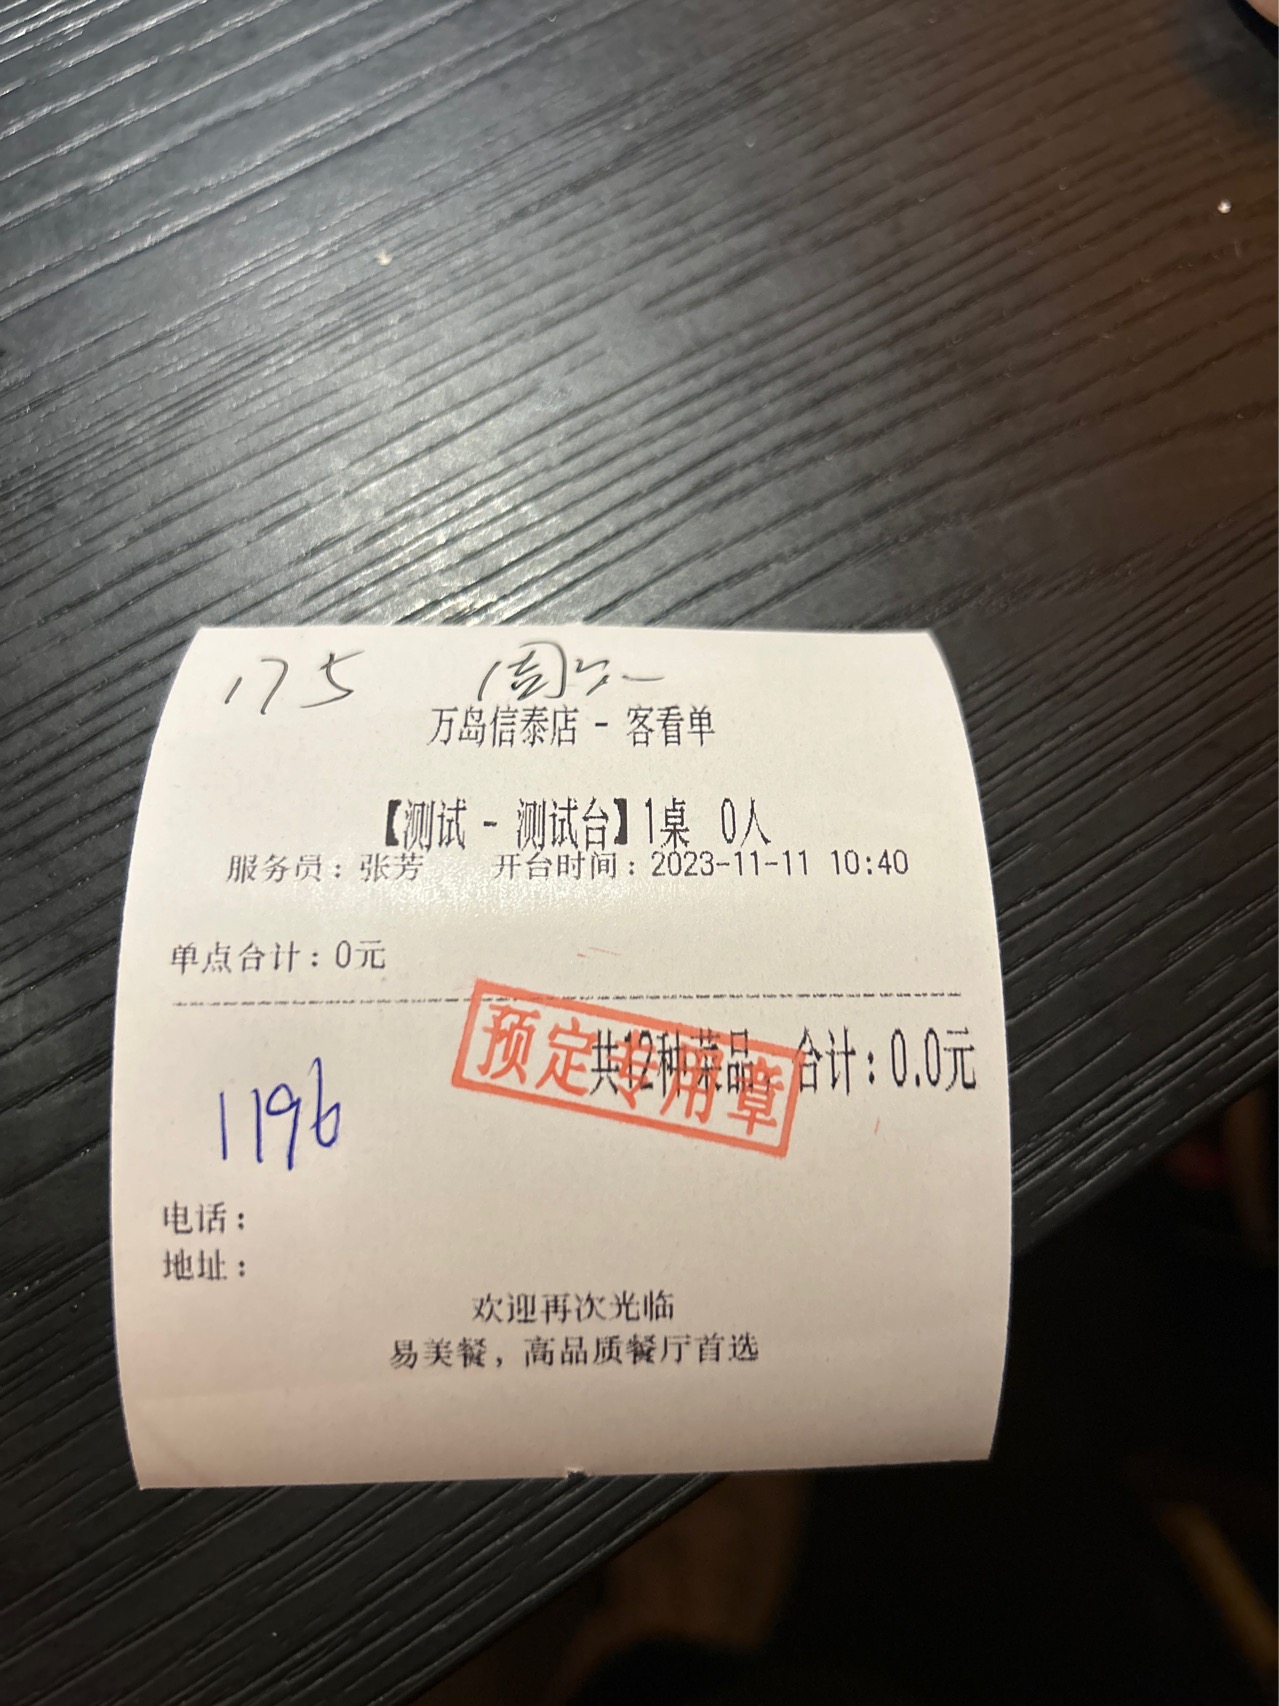 175 周
万岛信泰店 - 客看单
【测试 - 测试台】1桌 0人
服务员：张芳 开台时间：2023-11-11 10:40
单点合计：0元
共12种菜品，合计：0.0元
预定专用章
1196
电话：
地址：
欢迎再次光临
易美餐，高品质餐厅首选